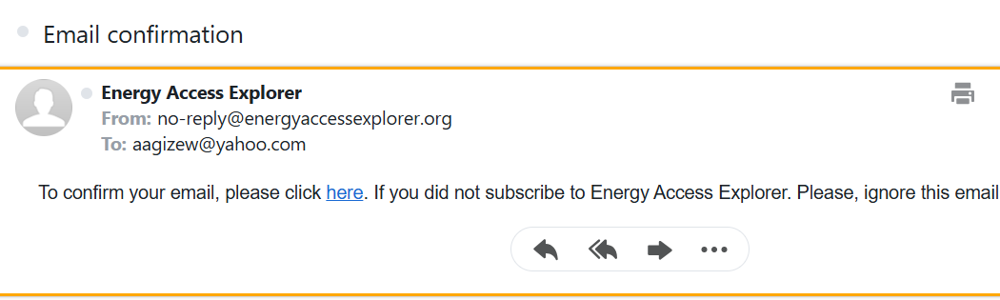 Email confirmation
Energy Access Explorer
From: no-reply@energyaccessexplorer.org
To: aagizew@yahoo.com
To confirm your email, please click here. If you did not subscribe to Energy Access Explorer. Please, ignore this email